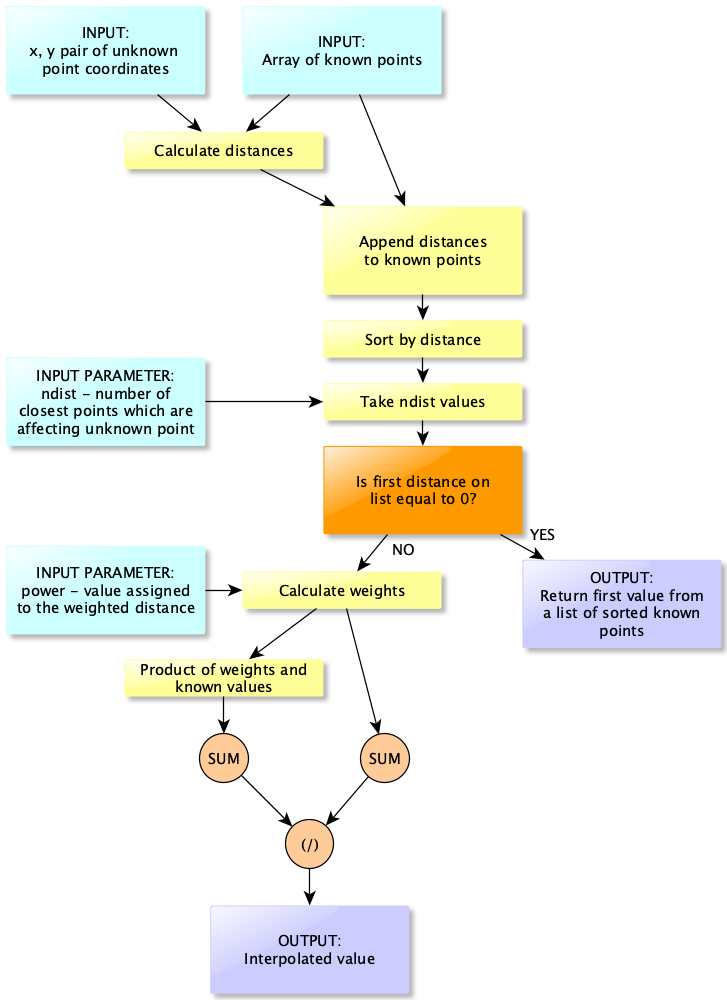 INPUT:
x, y pair of unknown
point coordinates
INPUT:
Array of known points
Calculate distances
Append distances
to known points
Sort by distance
INPUT PARAMETER:
ndist - number of
closest points which are
affecting unknown point
Take ndist values
Is first distance on
list equal to 0?
YES
NO
INPUT PARAMETER:
power - value assigned
to the weighted distance
Calculate weights
OUTPUT:
Return first value from
a list of sorted known
points
Product of weights and
known values
SUM
SUM
(/)
OUTPUT:
Interpolated value